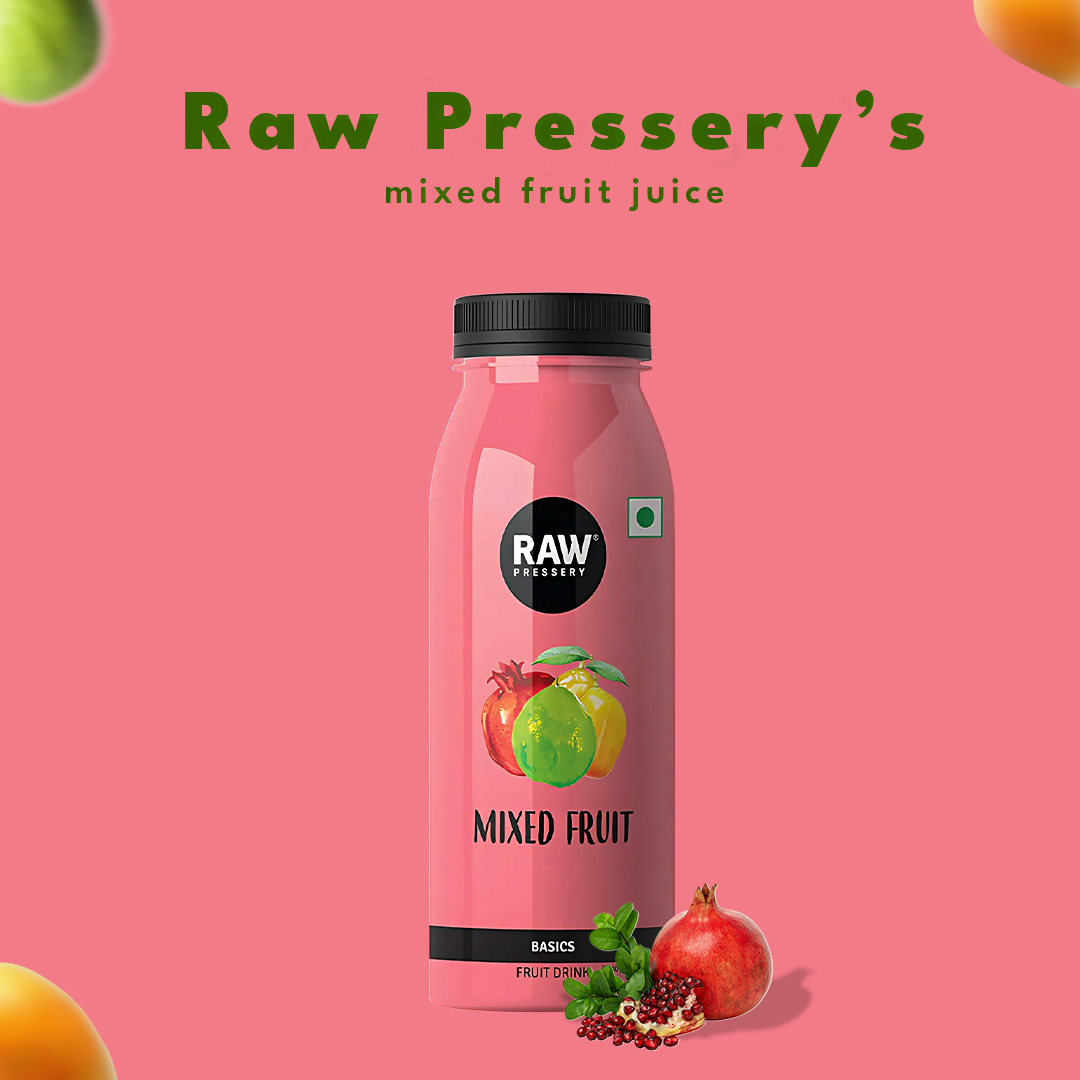 Raw Pressery’s
mixed fruit juice
RAW®
PRESSERY
MIXED FRUIT
BASICS
FRUIT DRINK